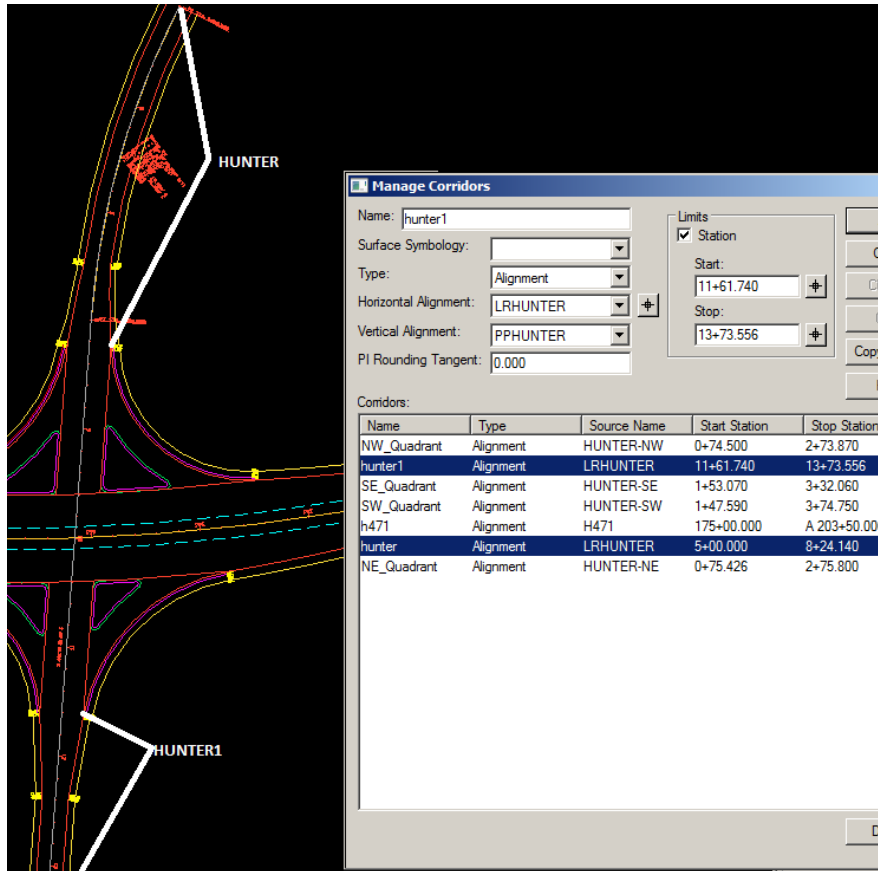 HUNTER
Manage Corridors
Name: hunter1
Limits
Station
Surface Symbology:
Start:
Type: Alignment
11+61.740
Horizontal Alignment: LRHUNTER
Stop:
Vertical Alignment: PPHUNTER
13+73.556
Copy
PI Rounding Tangent: 0.000
Corridors:
Name Type Source Name Start Station Stop Station
NW_Quadrant Alignment HUNTER-NW 0+74.500 2+73.870
hunter1 Alignment LRHUNTER 11+61.740 13+73.556
SE_Quadrant Alignment HUNTER-SE 1+53.070 3+32.060
SW_Quadrant Alignment HUNTER-SW 1+47.590 3+74.750
h471 Alignment H471 175+00.000 A 203+50.00
hunter Alignment LRHUNTER 5+00.000 8+24.140
NE_Quadrant Alignment HUNTER-NE 0+75.426 2+75.800
HUNTER1